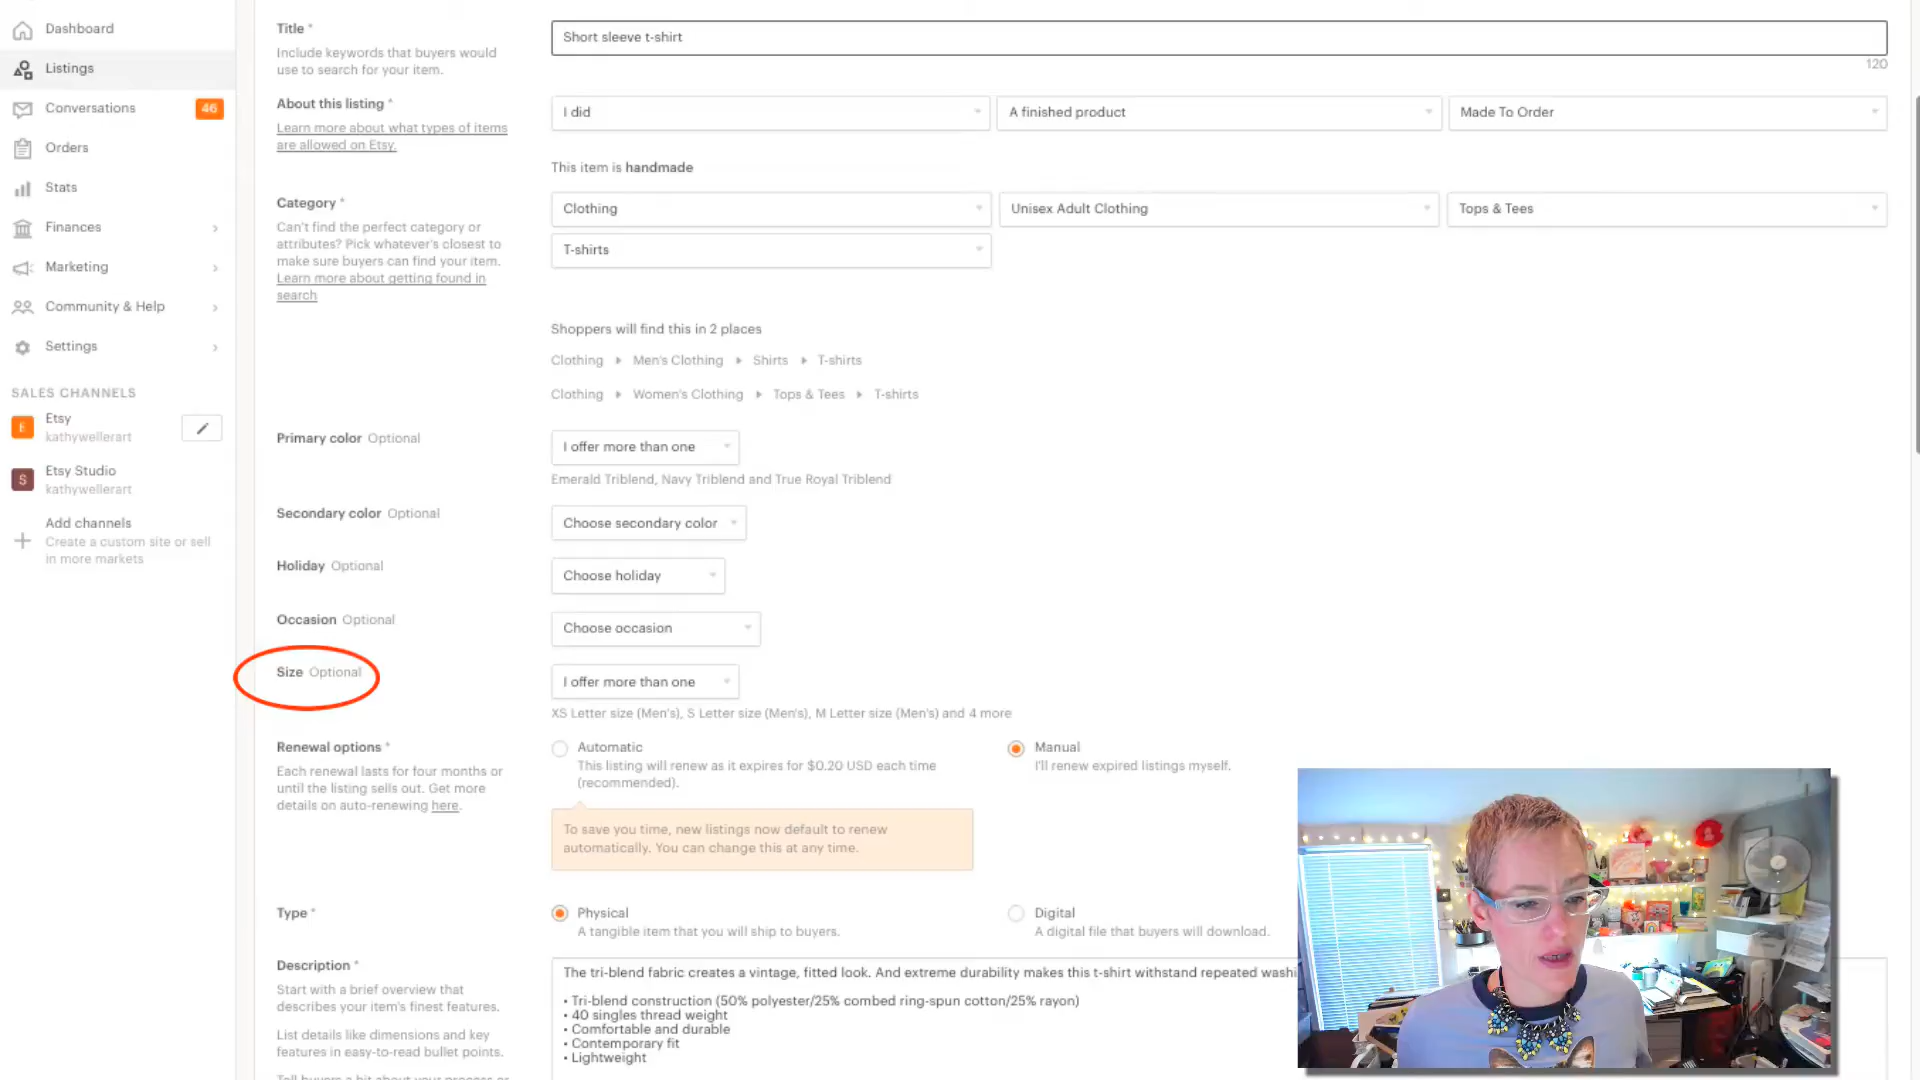 Dashboard
Listings
Conversations 46
Orders
Stats
Finances
Marketing
Community & Help
Settings
SALES CHANNELS
E Etsy
kathywellerart
S Etsy Studio
kathywellerart
Add channels
Create a custom site or sell
in more markets
Title *
Include keywords that buyers would
use to search for your item.
Short sleeve t-shirt
120
About this listing *
Learn more about what types of items
are allowed on Etsy.
I did
A finished product
Made To Order
This item is handmade
Category *
Can't find the perfect category or
attributes? Pick whatever's closest to
make sure buyers can find your item.
Learn more about getting found in
search
Clothing
Unisex Adult Clothing
Tops & Tees
T-shirts
Shoppers will find this in 2 places
Clothing Men's Clothing Shirts T-shirts
Clothing Women's Clothing Tops & Tees T-shirts
Primary color Optional
I offer more than one
Emerald Triblend, Navy Triblend and True Royal Triblend
Secondary color Optional
Choose secondary color
Holiday Optional
Choose holiday
Occasion Optional
Choose occasion
Size Optional
I offer more than one
XS Letter size (Men's), S Letter size (Men's), M Letter size (Men's) and 4 more
Renewal options *
Each renewal lasts for four months or
until the listing sells out. Get more
details on auto-renewing here.
Automatic
This listing will renew as it expires for $0.20 USD each time
(recommended).
Manual
I'll renew expired listings myself.
To save you time, new listings now default to renew
automatically. You can change this at any time.
Type *
Physical
A tangible item that you will ship to buyers.
Digital
A digital file that buyers will download.
Description *
Start with a brief overview that
describes your item's finest features.
List details like dimensions and key
features in easy-to-read bullet points.
Tell buyers a bit about your process or
The tri-blend fabric creates a vintage, fitted look. And extreme durability makes this t-shirt withstand repeated washi
• Tri-blend construction (50% polyester/25% combed ring-spun cotton/25% rayon)
• 40 singles thread weight
• Comfortable and durable
• Contemporary fit
• Lightweight